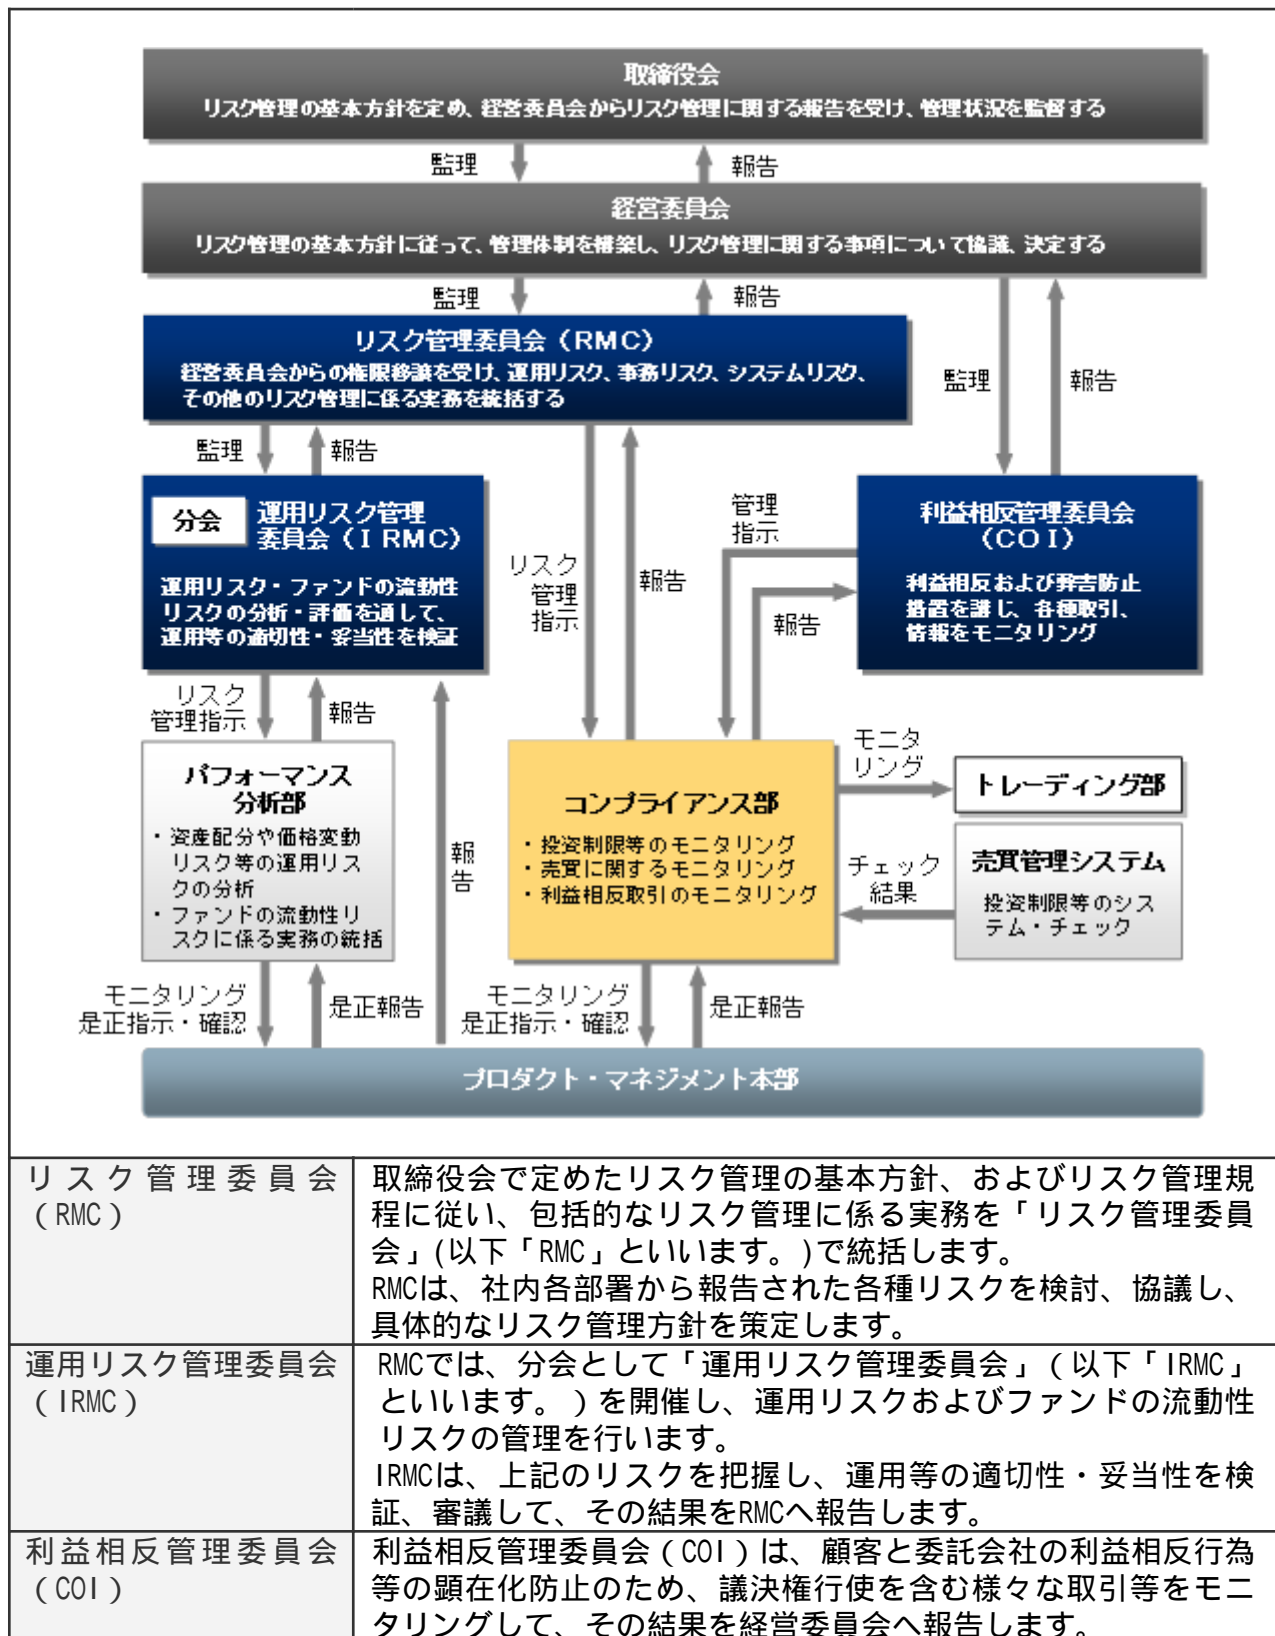 取締役会
リスク管理の基本方針を定め、経営委員会からリスク管理に関する報告を受け、管理状況を監督する
監理
報告
経営委員会
リスク管理の基本方針に従って、管理体制を構築し、リスク管理に関する事項について協議、決定する
監理
報告
リスク管理委員会（RMC）
経営委員会からの権限移譲を受け、運用リスク、事務リスク、システムリスク、
その他のリスク管理に係る実務を統括する
監理
報告
監理
報告
分会
運用リスク管理
委員会（IRMC）
運用リスク・ファンドの流動性
リスクの分析・評価を通して、
運用等の適切性・妥当性を検証
リスク
管理
指示
報告
管理
指示
報告
利益相反管理委員会
（COI）
利益相反および弊害防止
措置を講じ、各種取引、
情報をモニタリング
リスク
管理指示
報告
パフォーマンス
分析部
・資産配分や価格変動
リスク等の運用リス
クの分析
・ファンドの流動性リ
スクに係る実務の統括
報
告
コンプライアンス部
・投資制限等のモニタリング
・売買に関するモニタリング
・利益相反取引のモニタリング
モニタ
リング
トレーディング部
チェック
結果
売買管理システム
投資制限等のシス
テム・チェック
モニタリング
是正指示・確認
是正報告
モニタリング
是正指示・確認
是正報告
プロダクト・マネジメント本部
リスク管理委員会
（RMC）
取締役会で定めたリスク管理の基本方針、およびリスク管理規
程に従い、包括的なリスク管理に係る実務を「リスク管理委員
会」(以下「RMC」といいます。)で統括します。
RMCは、社内各部署から報告された各種リスクを検討、協議し、
具体的なリスク管理方針を策定します。
運用リスク管理委員会
（IRMC）
RMCでは、分会として「運用リスク管理委員会」（以下「IRMC」
といいます。）を開催し、運用リスクおよびファンドの流動性
リスクの管理を行います。
IRMCは、上記のリスクを把握し、運用等の適切性・妥当性を検
証、審議して、その結果をRMCへ報告します。
利益相反管理委員会
（COI）
利益相反管理委員会（COI）は、顧客と委託会社の利益相反行為
等の顕在化防止のため、議決権行使を含む様々な取引等をモニ
タリングして、その結果を経営委員会へ報告します。